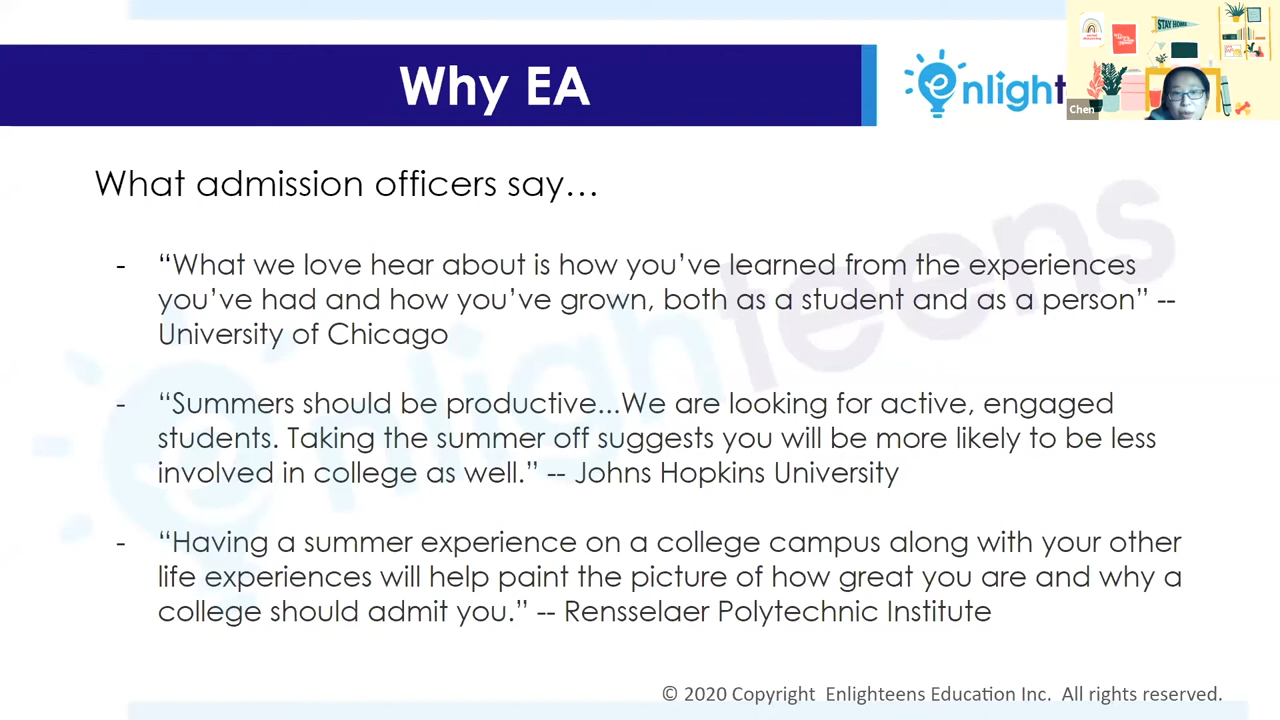 Why EA
enlight
STAY HOME
Chen
What admission officers say…
- “What we love hear about is how you’ve learned from the experiences
you’ve had and how you’ve grown, both as a student and as a person” --
University of Chicago
- “Summers should be productive...We are looking for active, engaged
students. Taking the summer off suggests you will be more likely to be less
involved in college as well.” -- Johns Hopkins University
- “Having a summer experience on a college campus along with your other
life experiences will help paint the picture of how great you are and why a
college should admit you.” -- Rensselaer Polytechnic Institute
enlighteens
© 2020 Copyright Enlighteens Education Inc. All rights reserved.